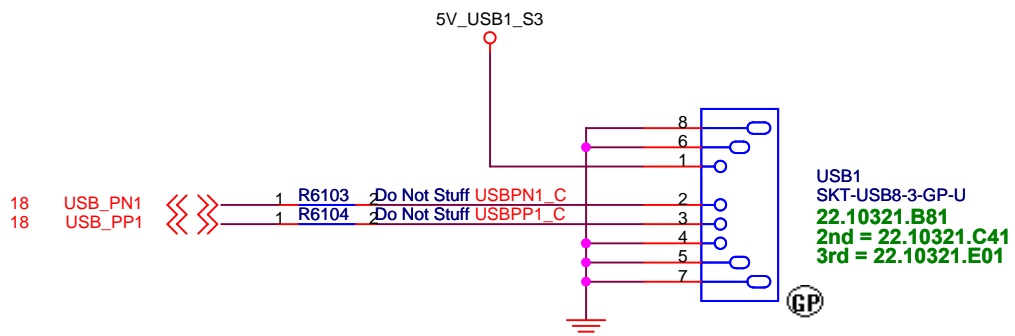 5V_USB1_S3
8
6
1
USB1
SKT-USB8-3-GP-U
18 USB_PN1 1 R6103 2 Do Not Stuff USBPN1_C 2
22.10321.B81
18 USB_PP1 1 R6104 2 Do Not Stuff USBPP1_C 3
2nd = 22.10321.C41
4
3rd = 22.10321.E01
5
7
GP